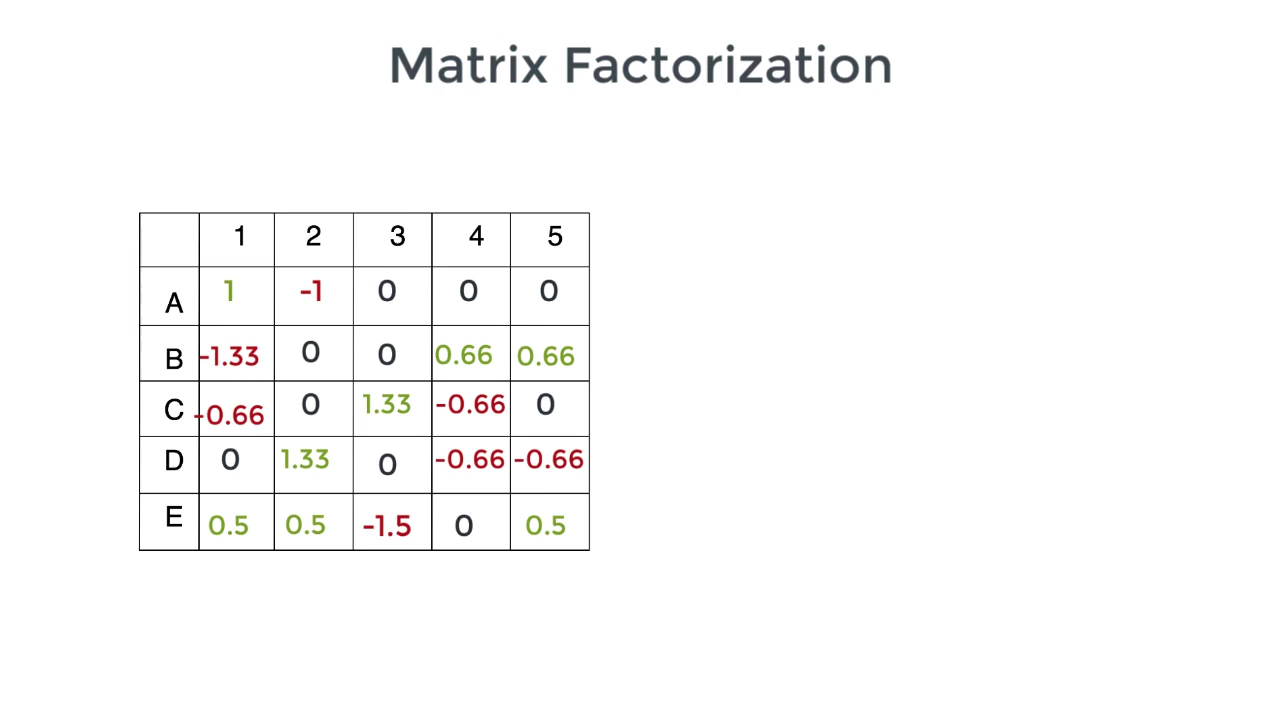 Matrix Factorization
1 2 3 4 5
A 1 -1 0 0 0
B -1.33 0 0 0.66 0.66
C -0.66 0 1.33 -0.66 0
D 0 1.33 0 -0.66 -0.66
E 0.5 0.5 -1.5 0 0.5